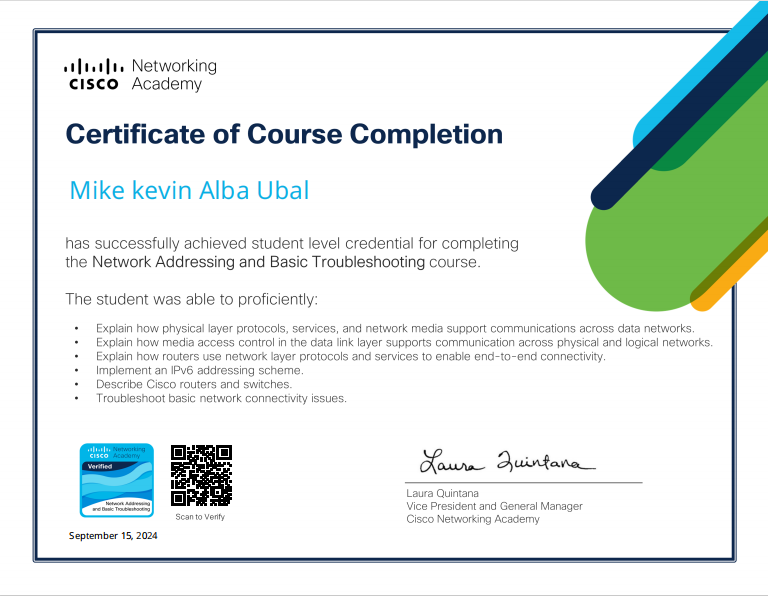 CISCO Networking Academy
Certificate of Course Completion
Mike kevin Alba Ubal
has successfully achieved student level credential for completing
the Network Addressing and Basic Troubleshooting course.
The student was able to proficiently:
• Explain how physical layer protocols, services, and network media support communications across data networks.
• Explain how media access control in the data link layer supports communication across physical and logical networks.
• Explain how routers use network layer protocols and services to enable end-to-end connectivity.
• Implement an IPv6 addressing scheme.
• Describe Cisco routers and switches.
• Troubleshoot basic network connectivity issues.
CISCO Networking Academy
Verified
Network Addressing
and Basic Troubleshooting
Scan to Verify
September 15, 2024
Laura Quintana
Laura Quintana
Vice President and General Manager
Cisco Networking Academy